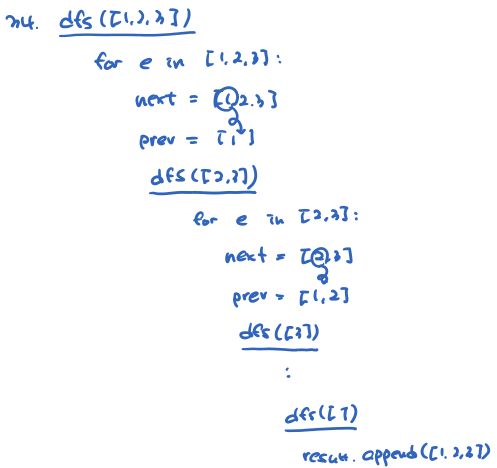 dfs([1,2,3])
for e in [1,2,3]:
next = [1,2,3]
prev = [1]
dfs([2,3])
for e in [2,3]:
next = [2,3]
prev = [1,2]
dfs([3])
:
dfs([])
result.append([1,2,3])